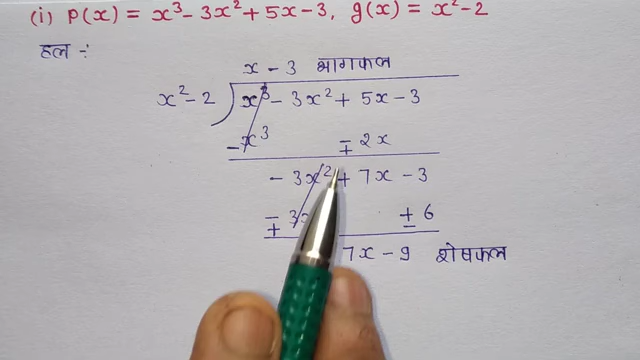 (i) P(x) = x³ - 3x² + 5x - 3, g(x) = x² - 2
हल :-
x - 3 भागफल
x² - 2 ) x³ - 3x² + 5x - 3
- x³ ∓ 2x
- 3x² + 7x - 3
∓ 3x ± 6
7x - 9 शेषफल